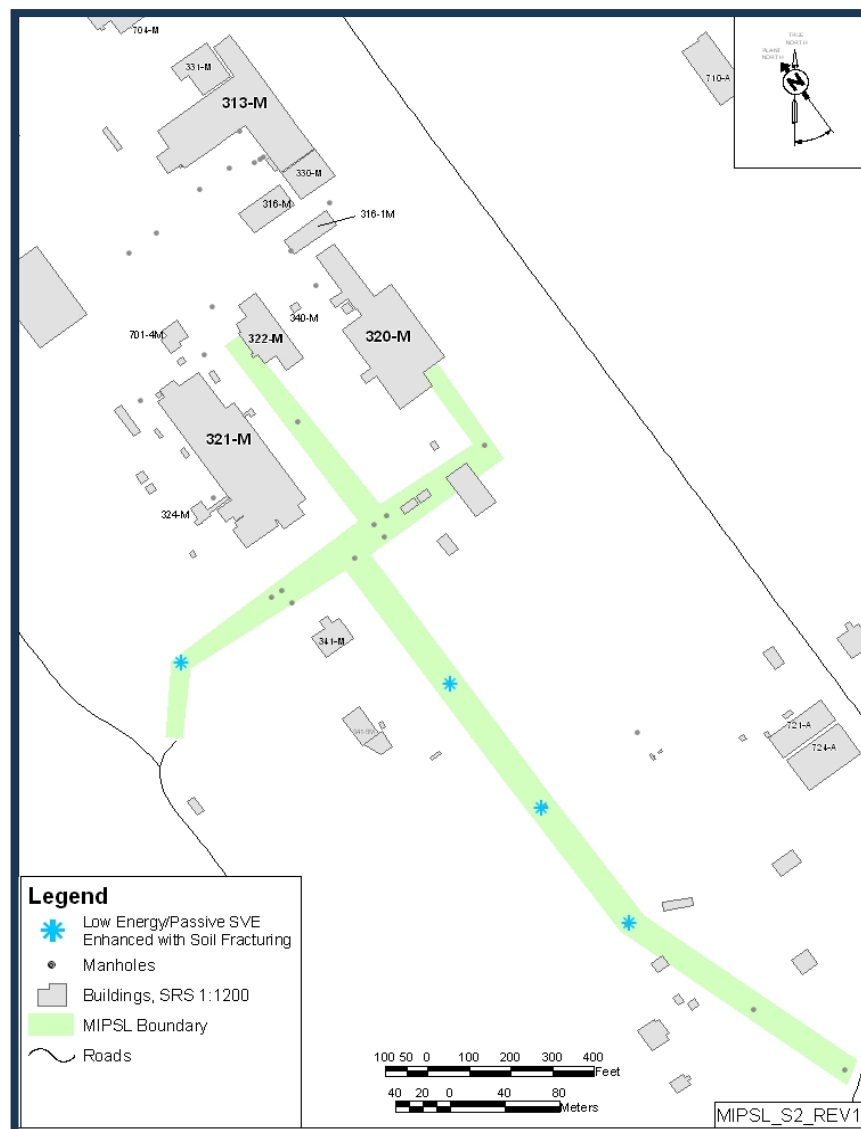 704-M
331-M
313-M
330-M
316-M
316-1M
340-M
701-4M
322-M
320-M
321-M
324-M
341-M
710-A
TRUE
NORTH
PLANT
NORTH
N
721-A
724-A
Legend
Low Energy/Passive SVE
Enhanced with Soil Fracturing
Manholes
Buildings, SRS 1:1200
MIPSL Boundary
Roads
100 50 0 100 200 300 400
Feet
40 20 0 40 80
Meters
MIPSL_S2_REV1